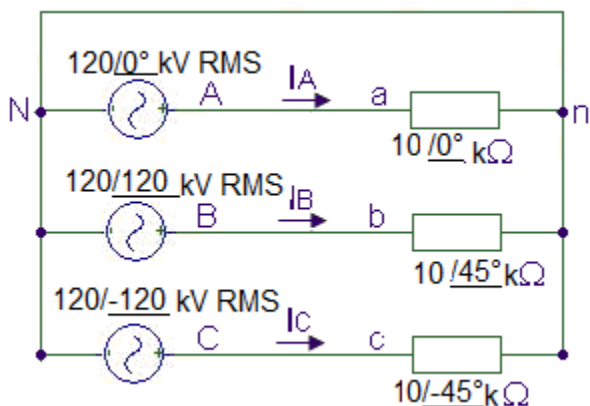 120/0° kV RMS
A
IA
a
N
n
10 /0° kΩ
120/120 kV RMS
B
IB
b
10 /45° kΩ
120/-120 kV RMS
C
IC
c
10/-45° kΩ